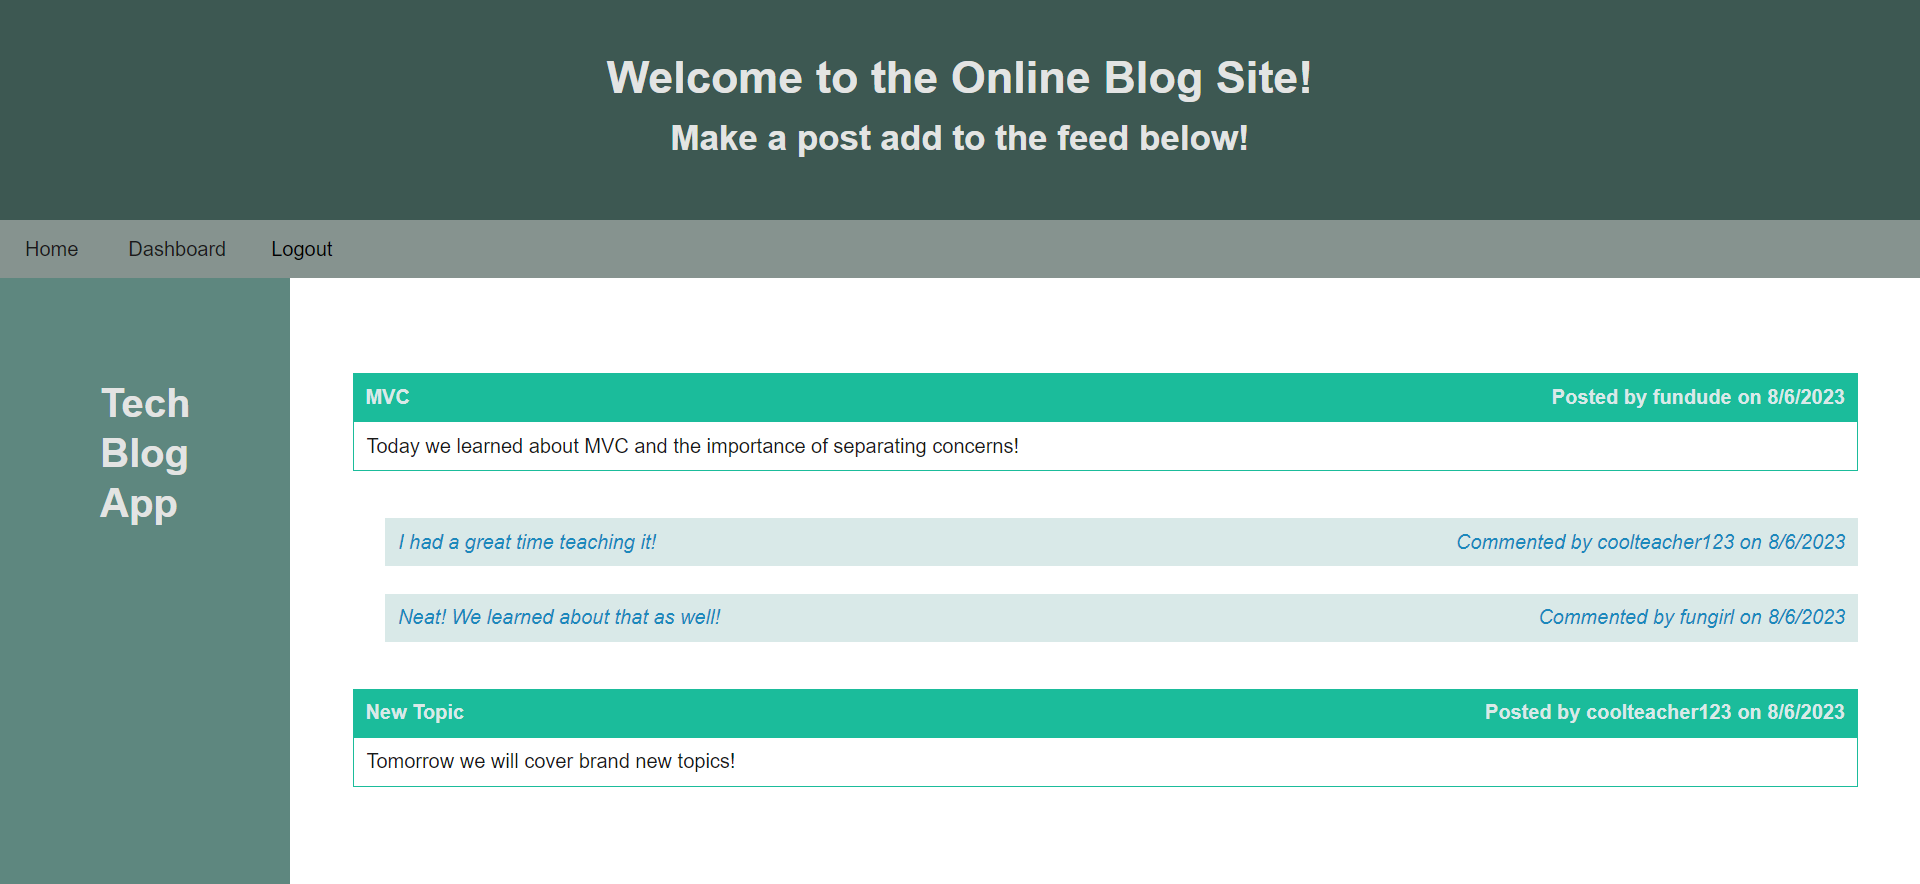 Welcome to the Online Blog Site!
Make a post add to the feed below!
Home Dashboard Logout
Tech
Blog
App
MVC Posted by fundude on 8/6/2023
Today we learned about MVC and the importance of separating concerns!
I had a great time teaching it! Commented by coolteacher123 on 8/6/2023
Neat! We learned about that as well! Commented by fungirl on 8/6/2023
New Topic Posted by coolteacher123 on 8/6/2023
Tomorrow we will cover brand new topics!